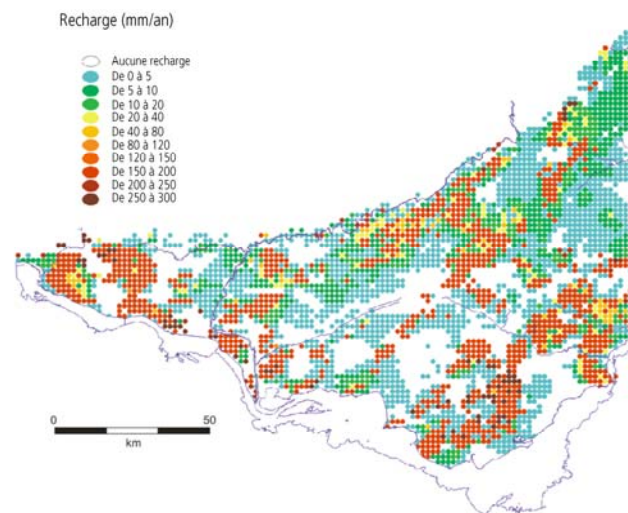 Recharge (mm/an)
Aucune recharge
De 0 à 5
De 5 à 10
De 10 à 20
De 20 à 40
De 40 à 80
De 80 à 120
De 120 à 150
De 150 à 200
De 200 à 250
De 250 à 300
0 50
km